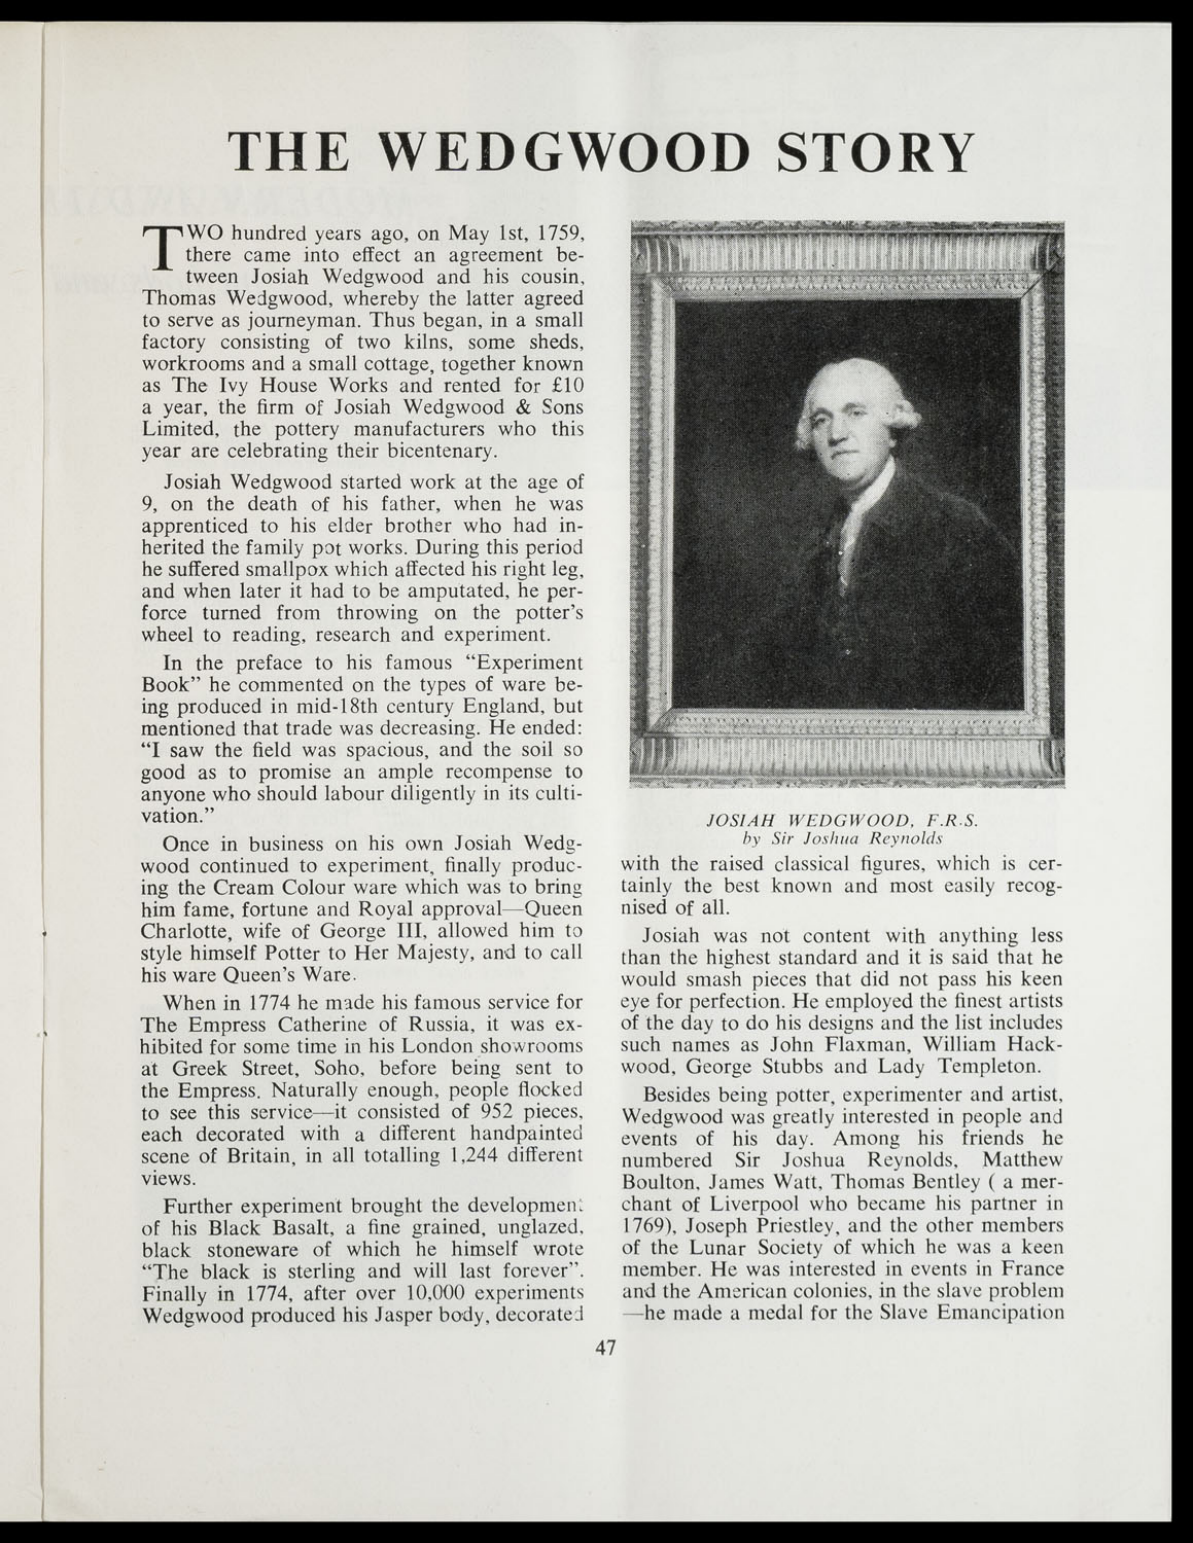 THE WEDGWOOD STORY
TWO hundred years ago, on May 1st, 1759,
there came into effect an agreement be-
tween Josiah Wedgwood and his cousin,
Thomas Wedgwood, whereby the latter agreed
to serve as journeyman. Thus began, in a small
factory consisting of two kilns, some sheds,
workrooms and a small cottage, together known
as The Ivy House Works and rented for £10
a year, the firm of Josiah Wedgwood & Sons
Limited, the pottery manufacturers who this
year are celebrating their bicentenary.
Josiah Wedgwood started work at the age of
9, on the death of his father, when he was
apprenticed to his elder brother who had in-
herited the family pot works. During this period
he suffered smallpox which affected his right leg,
and when later it had to be amputated, he per-
force turned from throwing on the potter's
wheel to reading, research and experiment.
In the preface to his famous “Experiment
Book” he commented on the types of ware be-
ing produced in mid-18th century England, but
mentioned that trade was decreasing. He ended:
“I saw the field was spacious, and the soil so
good as to promise an ample recompense to
anyone who should labour diligently in its culti-
vation.”
Once in business on his own Josiah Wedg-
wood continued to experiment, finally produc-
ing the Cream Colour ware which was to bring
him fame, fortune and Royal approval—Queen
Charlotte, wife of George III, allowed him to
style himself Potter to Her Majesty, and to call
his ware Queen's Ware.
When in 1774 he made his famous service for
The Empress Catherine of Russia, it was ex-
hibited for some time in his London showrooms
at Greek Street, Soho, before being sent to
the Empress. Naturally enough, people flocked
to see this service—it consisted of 952 pieces,
each decorated with a different handpainted
scene of Britain, in all totalling 1,244 different
views.
Further experiment brought the development
of his Black Basalt, a fine grained, unglazed,
black stoneware of which he himself wrote
“The black is sterling and will last forever”.
Finally in 1774, after over 10,000 experiments
Wedgwood produced his Jasper body, decorated
JOSIAH WEDGWOOD, F.R.S.
by Sir Joshua Reynolds
with the raised classical figures, which is cer-
tainly the best known and most easily recog-
nised of all.
Josiah was not content with anything less
than the highest standard and it is said that he
would smash pieces that did not pass his keen
eye for perfection. He employed the finest artists
of the day to do his designs and the list includes
such names as John Flaxman, William Hack-
wood, George Stubbs and Lady Templeton.
Besides being potter, experimenter and artist,
Wedgwood was greatly interested in people and
events of his day. Among his friends he
numbered Sir Joshua Reynolds, Matthew
Boulton, James Watt, Thomas Bentley ( a mer-
chant of Liverpool who became his partner in
1769), Joseph Priestley, and the other members
of the Lunar Society of which he was a keen
member. He was interested in events in France
and the American colonies, in the slave problem
—he made a medal for the Slave Emancipation
47